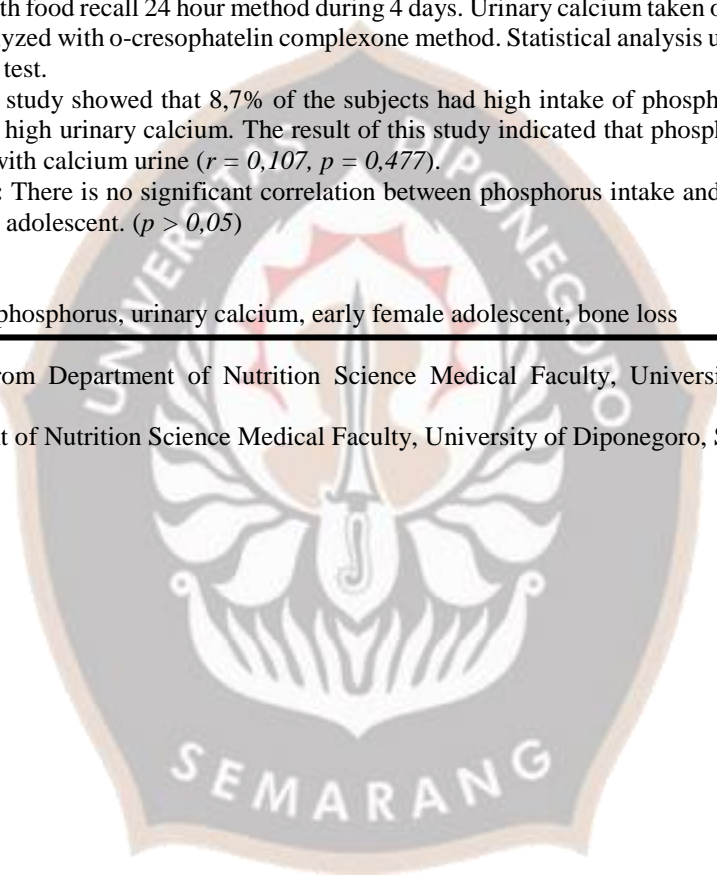 th food recall 24 hour method during 4 days. Urinary calcium taken o
yzed with o-cresophatelin complexone method. Statistical analysis u
test.
study showed that 8,7% of the subjects had high intake of phosph
high urinary calcium. The result of this study indicated that phosp
with calcium urine (r = 0,107, p = 0,477).
: There is no significant correlation between phosphorus intake and
adolescent. (p > 0,05)
phosphorus, urinary calcium, early female adolescent, bone loss
rom Department of Nutrition Science Medical Faculty, Universi
t of Nutrition Science Medical Faculty, University of Diponegoro, S
UNIVERSITAS DIPONEGORO
SEMARANG